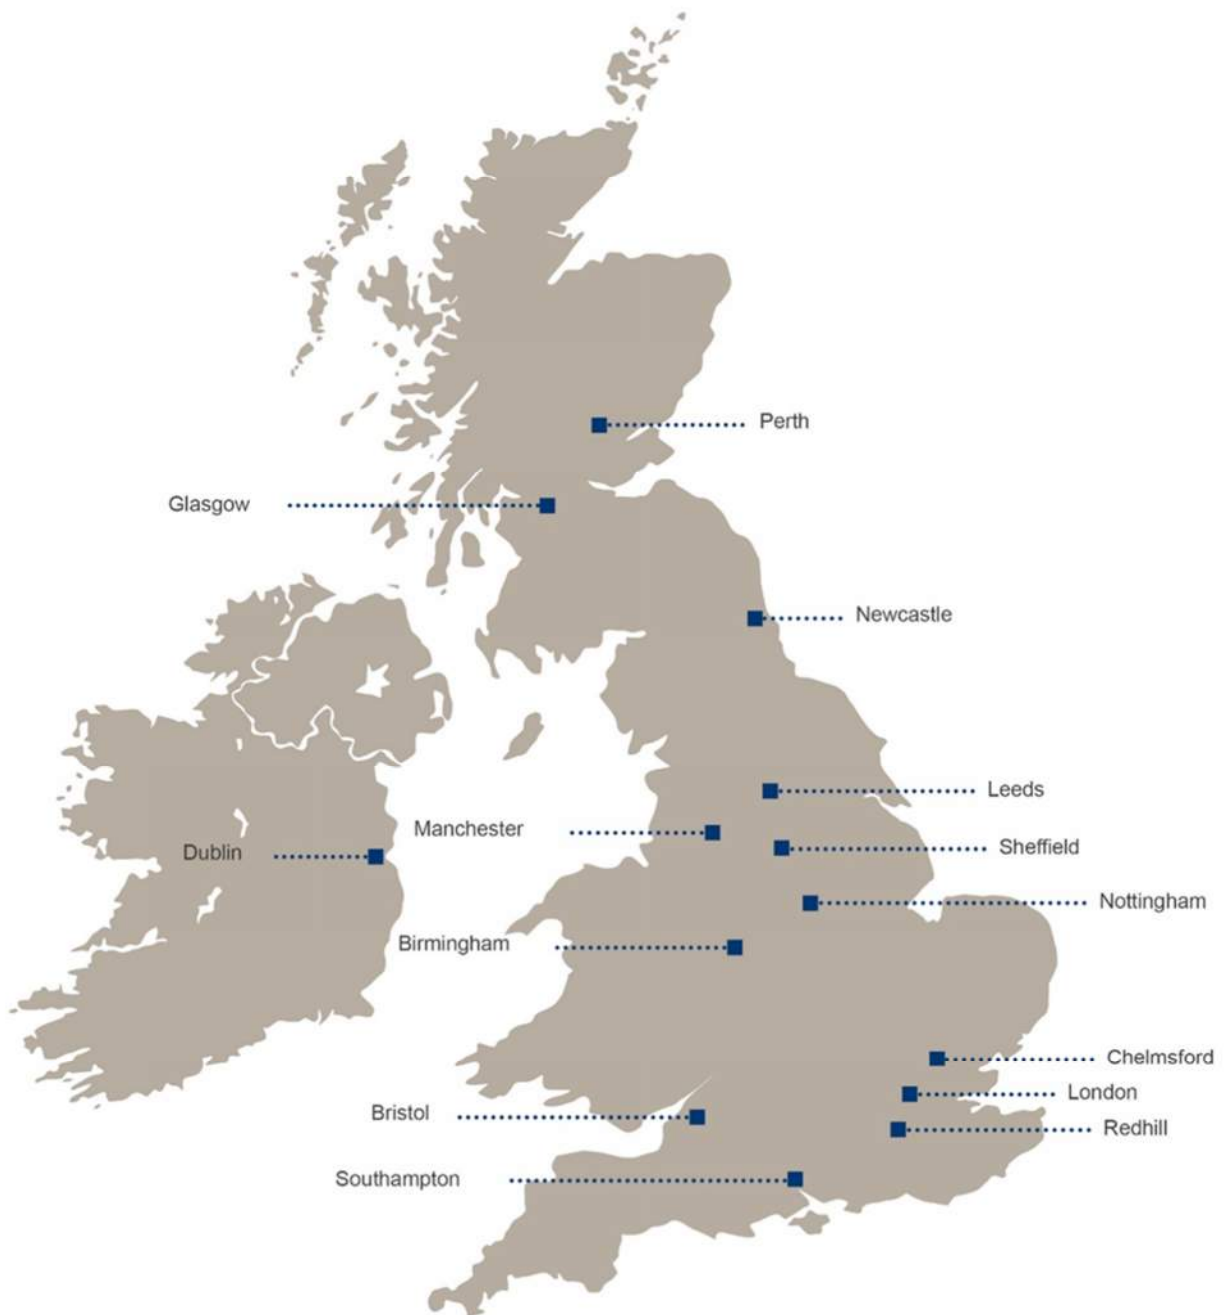 Perth
Glasgow
Newcastle
Leeds
Manchester
Sheffield
Dublin
Nottingham
Birmingham
Chelmsford
London
Bristol
Redhill
Southampton